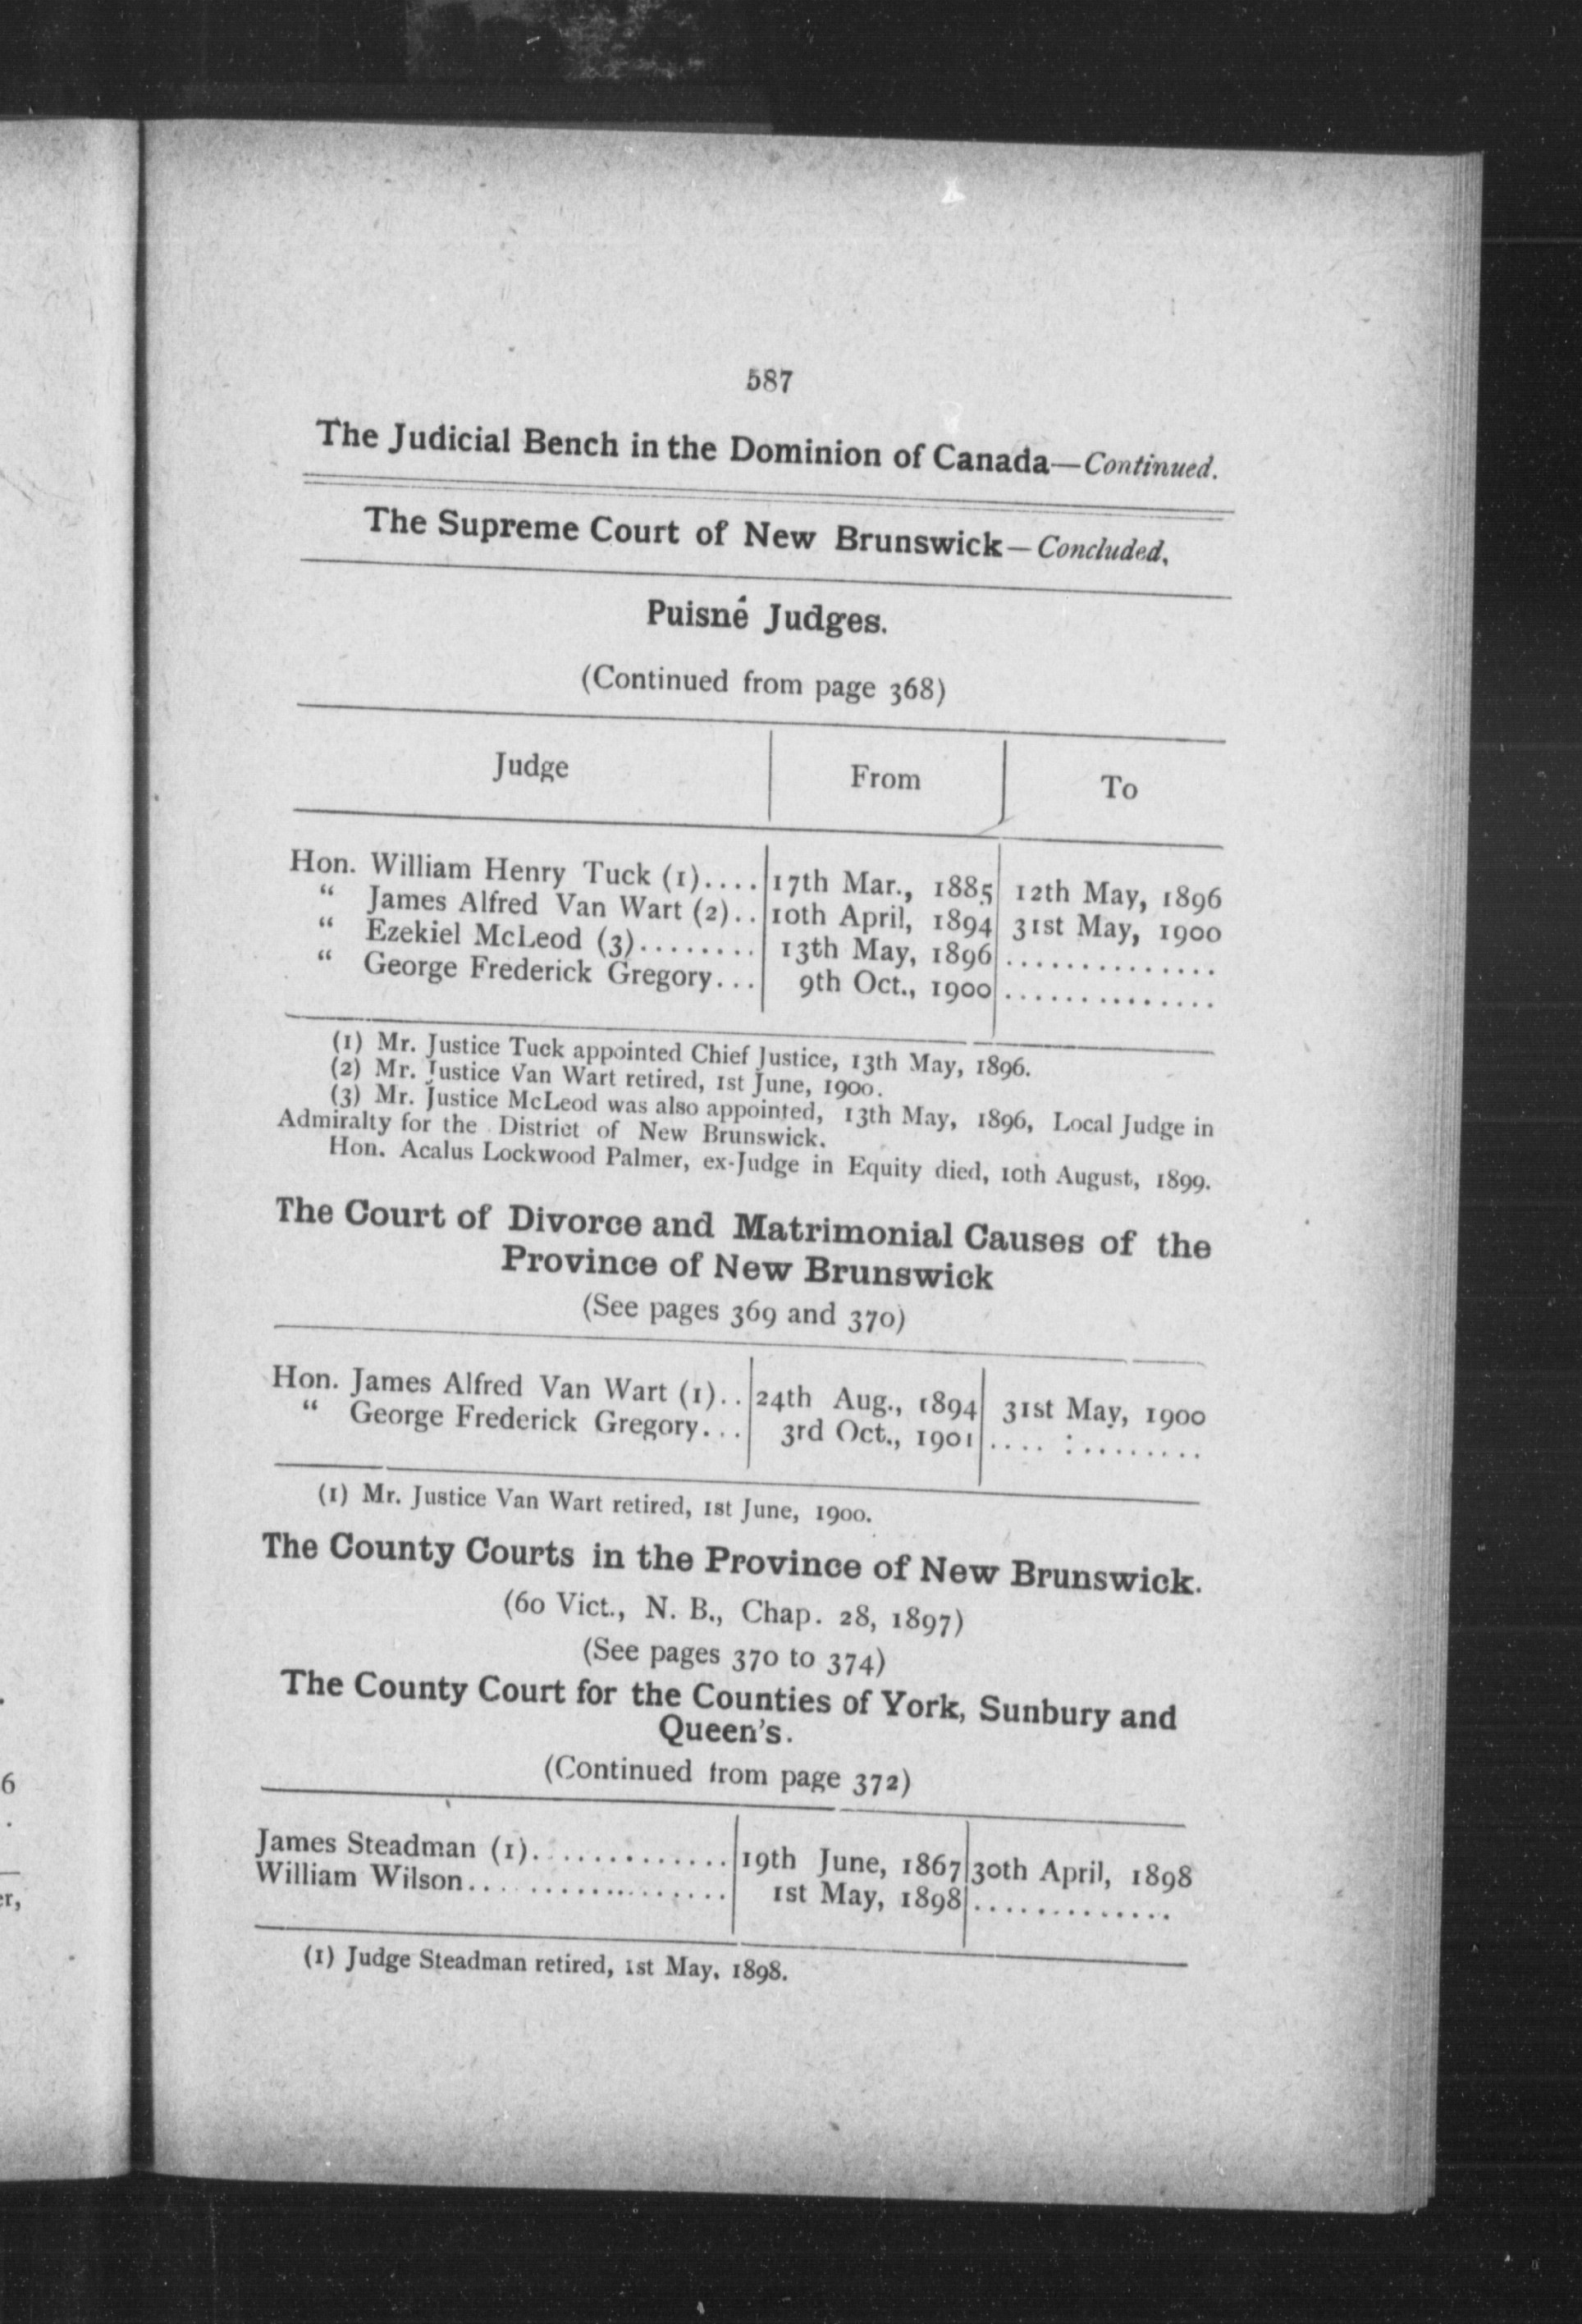 587
The Judicial Bench in the Dominion of Canada—Continued.
The Supreme Court of New Brunswick—Concluded,
Puisné Judges.
(Continued from page 368)
Judge From To
Hon. William Henry Tuck (1).... 17th Mar., 1885 12th May, 1896
“ James Alfred Van Wart (2).. 10th April, 1894 31st May, 1900
“ Ezekiel McLeod (3)........ 13th May, 1896 ..............
“ George Frederick Gregory... 9th Oct., 1900 ..............
(1) Mr. Justice Tuck appointed Chief Justice, 13th May, 1896.
(2) Mr. Justice Van Wart retired, 1st June, 1900.
(3) Mr. Justice McLeod was also appointed, 13th May, 1896, Local Judge in
Admiralty for the District of New Brunswick.
Hon. Acalus Lockwood Palmer, ex-Judge in Equity died, 10th August, 1899.
The Court of Divorce and Matrimonial Causes of the
Province of New Brunswick
(See pages 369 and 370)
Hon. James Alfred Van Wart (1).. 24th Aug., 1894 31st May, 1900
“ George Frederick Gregory... 3rd Oct., 1901 .... :.........
(1) Mr. Justice Van Wart retired, 1st June, 1900.
The County Courts in the Province of New Brunswick.
(60 Vict., N. B., Chap. 28, 1897)
(See pages 370 to 374)
The County Court for the Counties of York, Sunbury and
Queen's.
(Continued from page 372)
James Steadman (1).............. 19th June, 1867 30th April, 1898
William Wilson.................. 1st May, 1898 .............
(1) Judge Steadman retired, 1st May, 1898.
6
er,